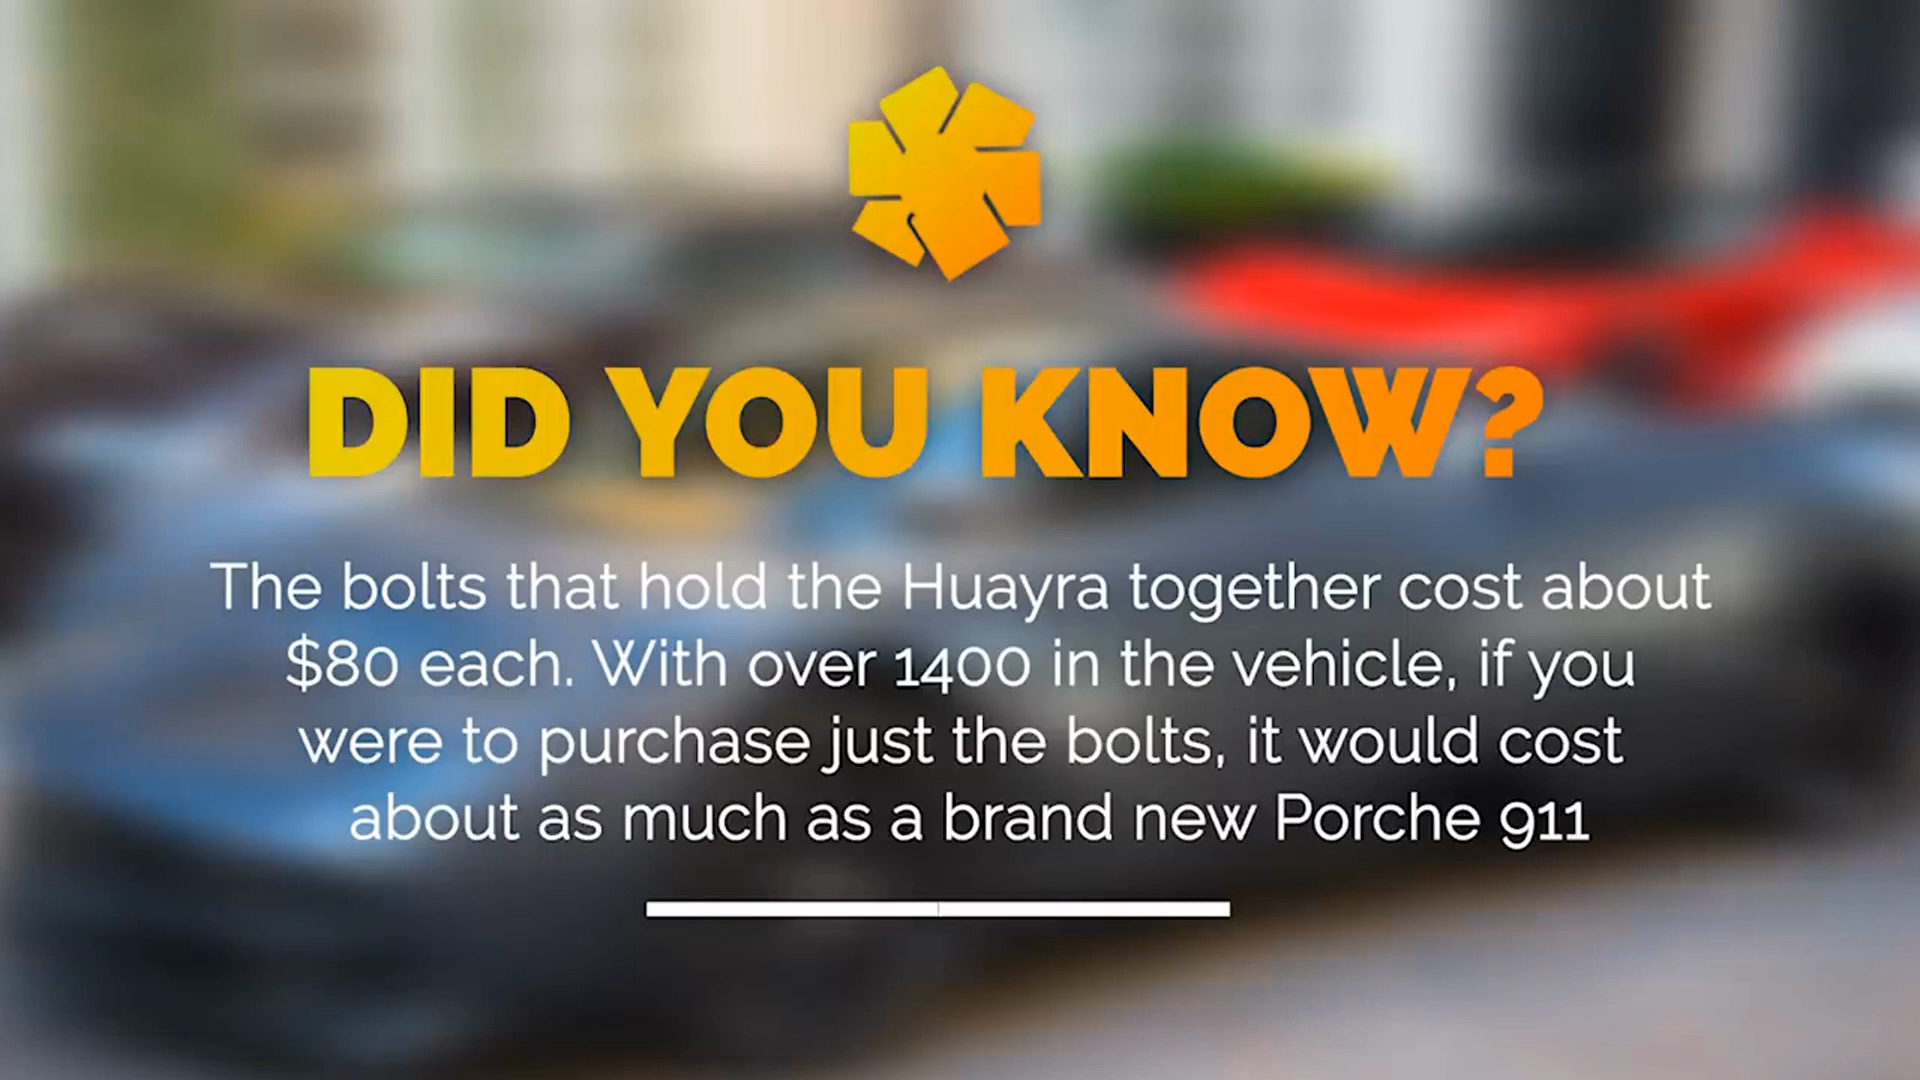 DID YOU KNOW?
The bolts that hold the Huayra together cost about
$80 each. With over 1400 in the vehicle, if you
were to purchase just the bolts, it would cost
about as much as a brand new Porche 911